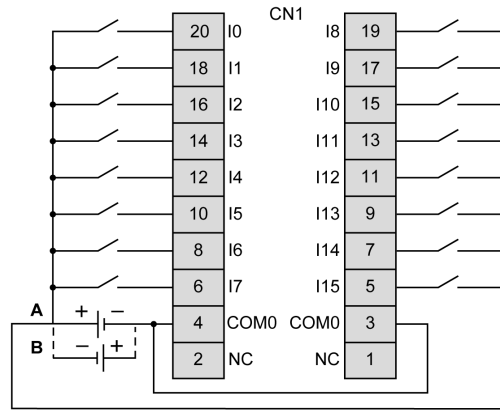 CN1
20 I0 I8 19
18 I1 I9 17
16 I2 I10 15
14 I3 I11 13
12 I4 I12 11
10 I5 I13 9
8 I6 I14 7
6 I7 I15 5
A + − 4 COM0 COM0 3
B − + 2 NC NC 1